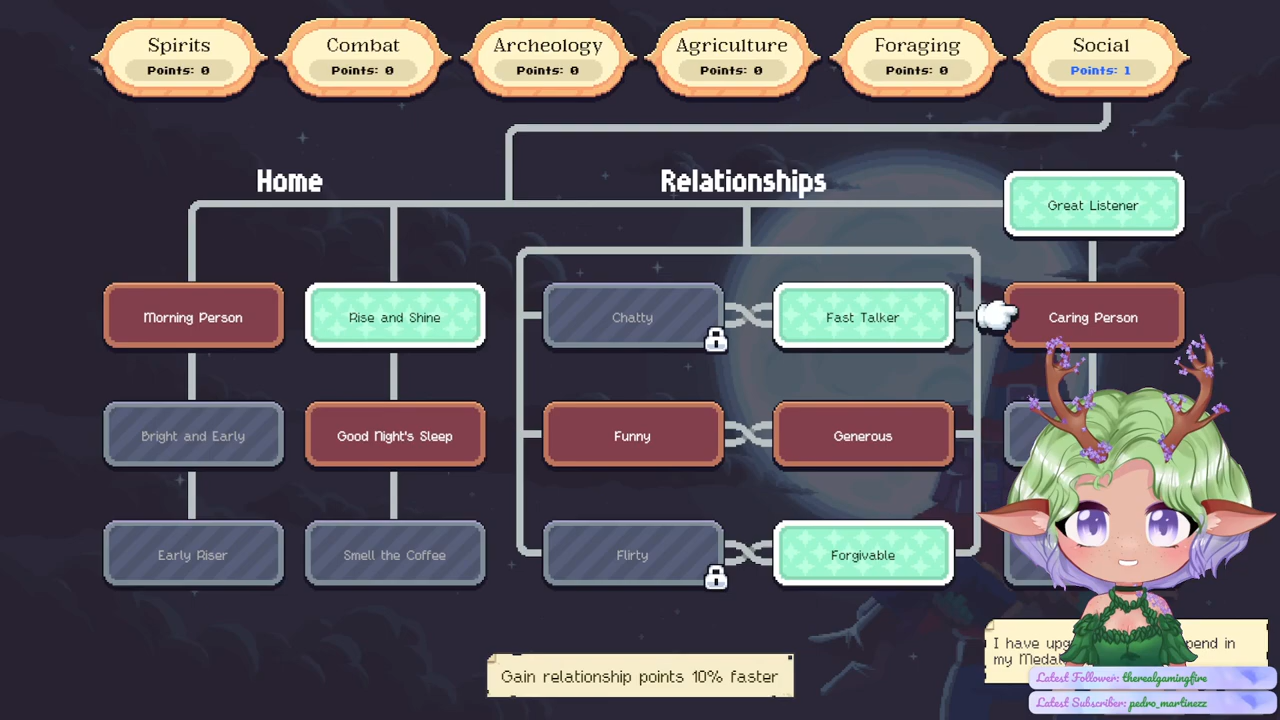 Spirits
Points: 0
Combat
Points: 0
Archeology
Points: 0
Agriculture
Points: 0
Foraging
Points: 0
Social
Points: 1
Home
Relationships
Great Listener
Morning Person
Rise and Shine
Chatty
Fast Talker
Caring Person
Bright and Early
Good Night's Sleep
Funny
Generous
Early Riser
Smell the Coffee
Flirty
Forgivable
Gain relationship points 10% faster
I have upg
pend in
my Medal
Latest Follower: therealgamingfire
Latest Subscriber: pedro_martinezz